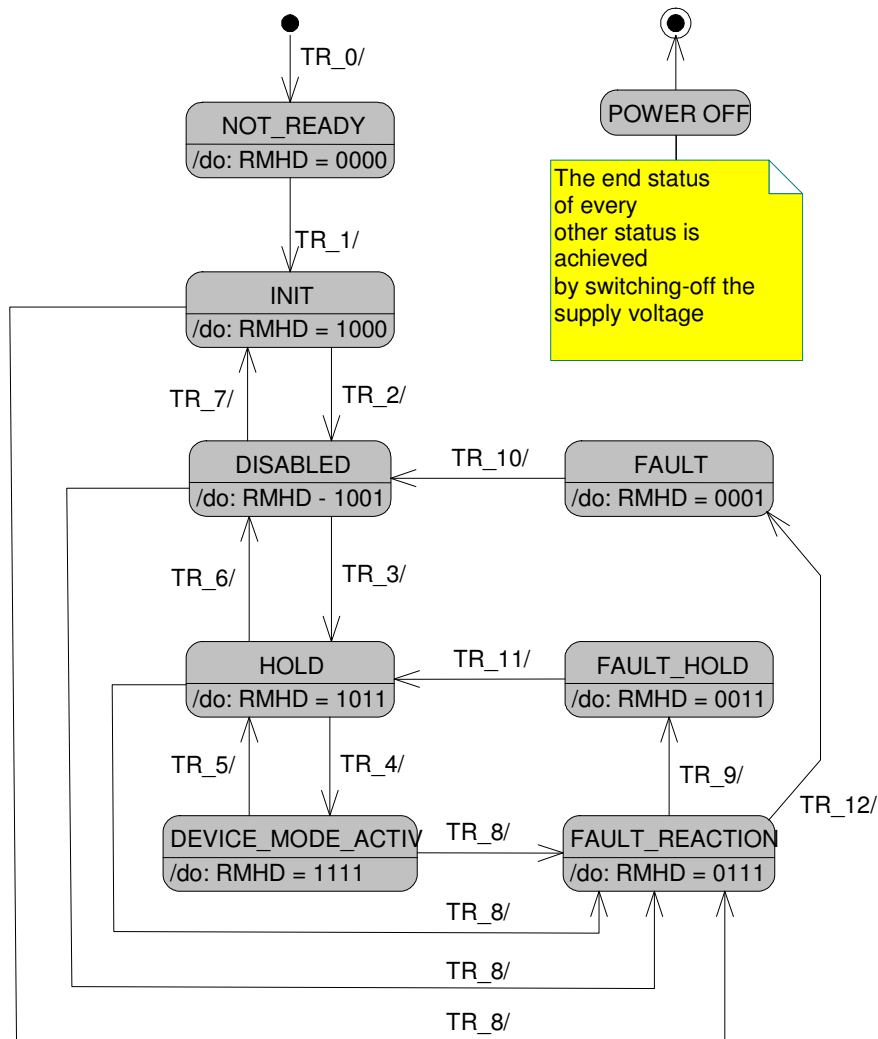 TR_0/
POWER OFF
NOT_READY
/do: RMHD = 0000
The end status
of every
other status is
achieved
by switching-off the
supply voltage
TR_1/
INIT
/do: RMHD = 1000
TR_7/
TR_2/
DISABLED
/do: RMHD - 1001
TR_10/
FAULT
/do: RMHD = 0001
TR_6/
TR_3/
HOLD
/do: RMHD = 1011
TR_11/
FAULT_HOLD
/do: RMHD = 0011
TR_5/
TR_4/
TR_9/
TR_12/
DEVICE_MODE_ACTIV
/do: RMHD = 1111
TR_8/
FAULT_REACTION
/do: RMHD = 0111
TR_8/
TR_8/
TR_8/